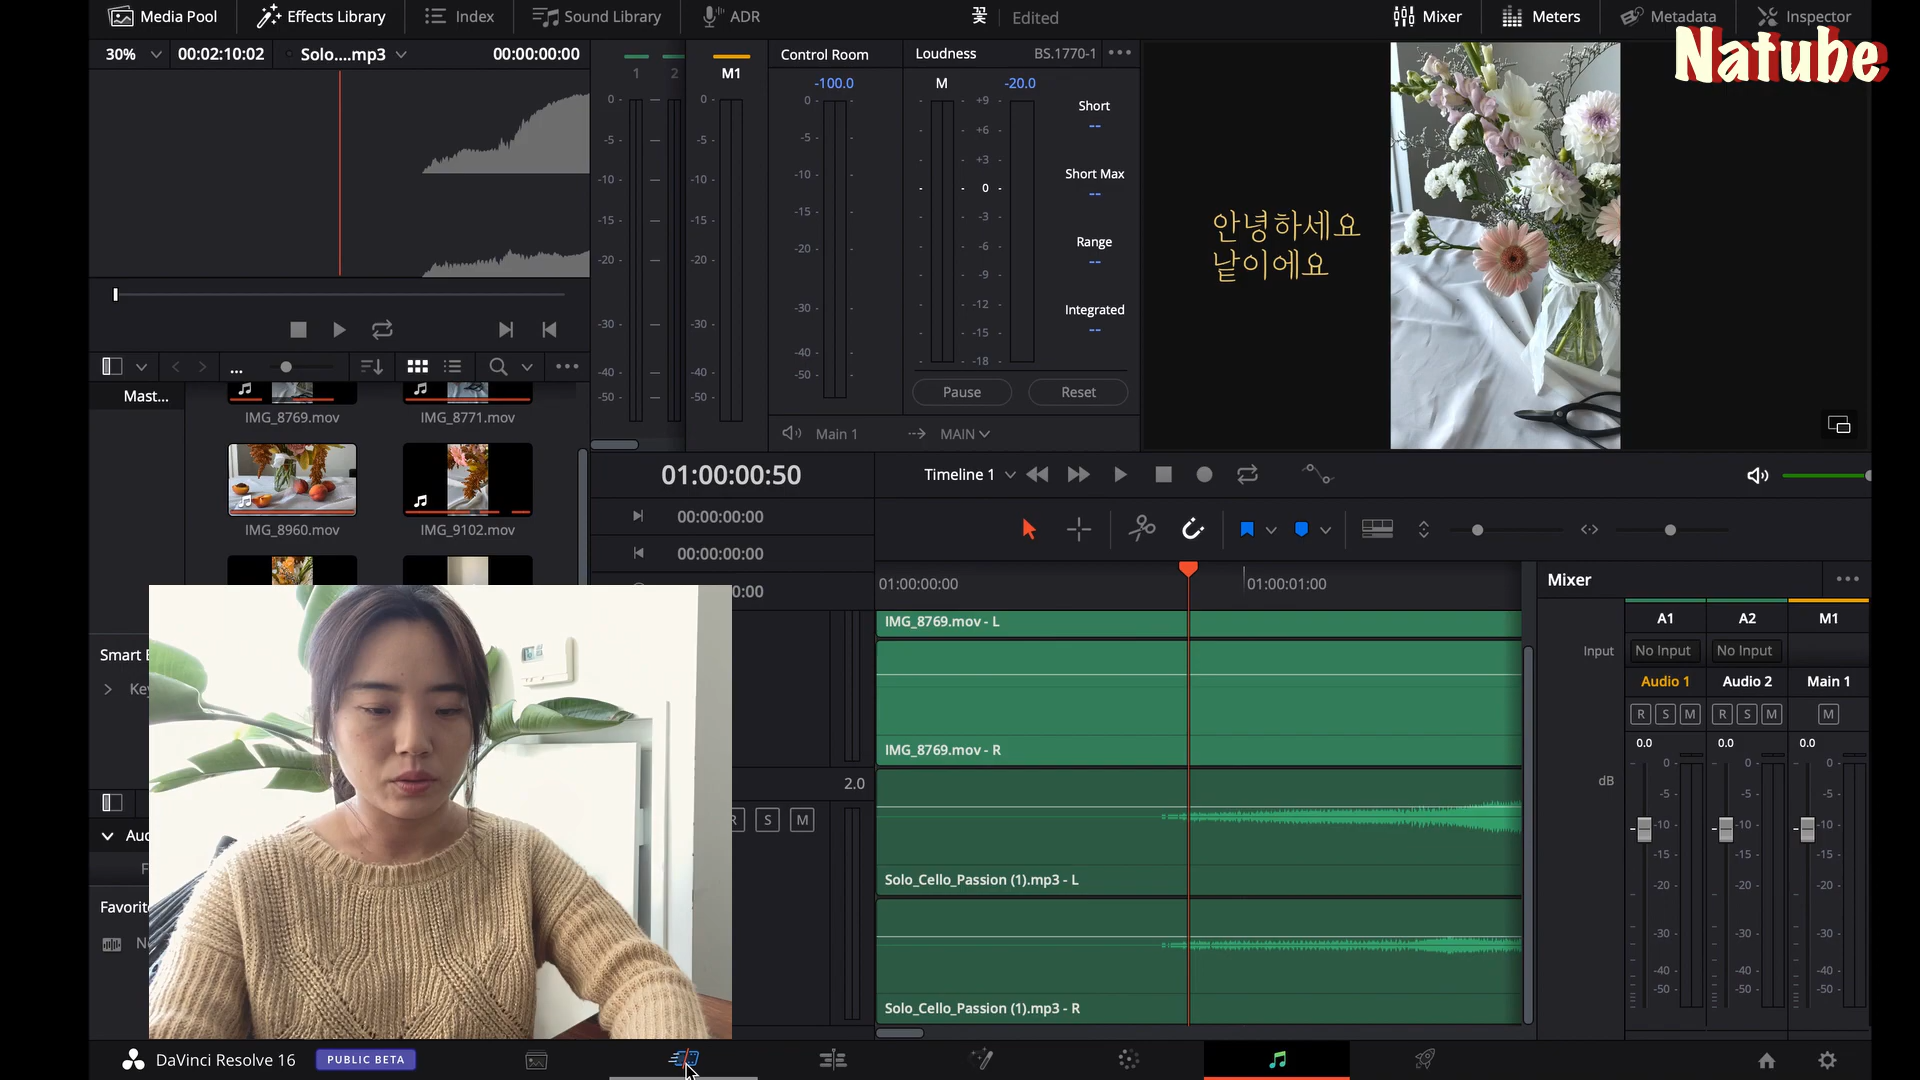 Media Pool
Effects Library
Index
Sound Library
ADR
꽃
Edited
Mixer
Meters
Metadata
Inspector
Natube
30%
00:02:10:02
Solo....mp3
00:00:00:00
1
2
M1
Control Room
Loudness
BS.1770-1
-100.0
M
-20.0
0
-5
-10
-15
-20
-30
-40
-50
0
-5
-10
-15
-20
-30
-40
-50
0
-5
-10
-15
-20
-30
-40
-50
+9
+6
+3
0
-3
-6
-9
-12
-15
-18
Short
--
Short Max
--
Range
--
Integrated
--
Pause
Reset
Main 1
MAIN
안녕하세요
낱이에요
...
Mast...
IMG_8769.mov
IMG_8771.mov
IMG_8960.mov
IMG_9102.mov
01:00:00:50
00:00:00:00
00:00:00:00
:00:00
Timeline 1
01:00:00:00
01:00:01:00
IMG_8769.mov - L
IMG_8769.mov - R
2.0
R
S
M
Solo_Cello_Passion (1).mp3 - L
Solo_Cello_Passion (1).mp3 - R
Mixer
A1
A2
M1
Input
No Input
No Input
Audio 1
Audio 2
Main 1
R
S
M
R
S
M
M
0.0
0.0
0.0
dB
0
-5
-10
-15
-20
-30
-40
-50
0
-5
-10
-15
-20
-30
-40
-50
0
-5
-10
-15
-20
-30
-40
-50
Smart B
Key
Aud
F
Favorite
No
DaVinci Resolve 16
PUBLIC BETA